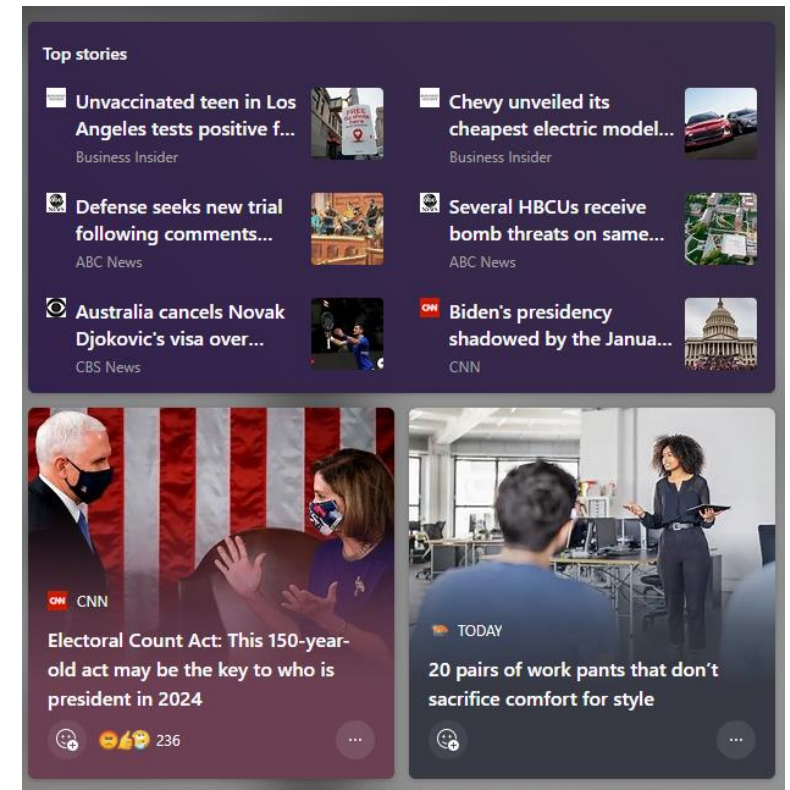 Top stories
Unvaccinated teen in Los
Angeles tests positive f...
Business Insider
Chevy unveiled its
cheapest electric model...
Business Insider
Defense seeks new trial
following comments...
ABC News
Several HBCUs receive
bomb threats on same...
ABC News
Australia cancels Novak
Djokovic's visa over...
CBS News
Biden's presidency
shadowed by the Janua...
CNN
CNN
Electoral Count Act: This 150-year-
old act may be the key to who is
president in 2024
236
TODAY
20 pairs of work pants that don't
sacrifice comfort for style